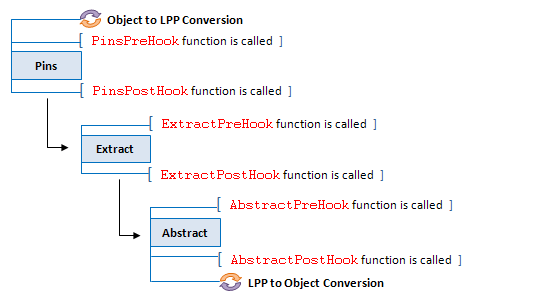 Object to LPP Conversion
[ PinsPreHook function is called ]
Pins
[ PinsPostHook function is called ]
[ ExtractPreHook function is called ]
Extract
[ ExtractPostHook function is called ]
[ AbstractPreHook function is called ]
Abstract
[ AbstractPostHook function is called ]
LPP to Object Conversion